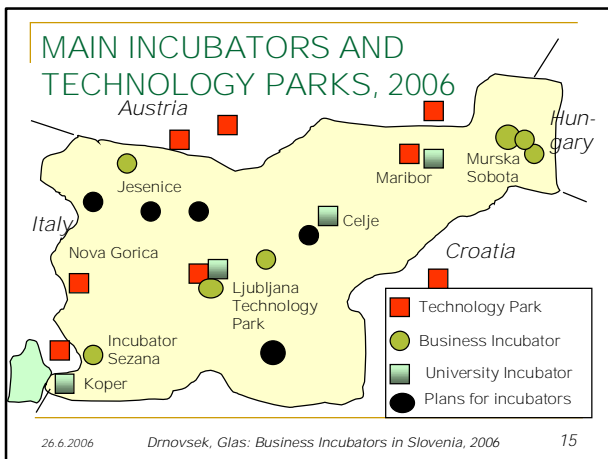 MAIN INCUBATORS AND
TECHNOLOGY PARKS, 2006
Austria
Hun-
gary
Jesenice
Maribor
Murska
Sobota
Italy
Celje
Nova Gorica
Croatia
Ljubljana
Technology
Park
Incubator
Sezana
Koper
Technology Park
Business Incubator
University Incubator
Plans for incubators
26.6.2006
Drnovsek, Glas: Business Incubators in Slovenia, 2006
15